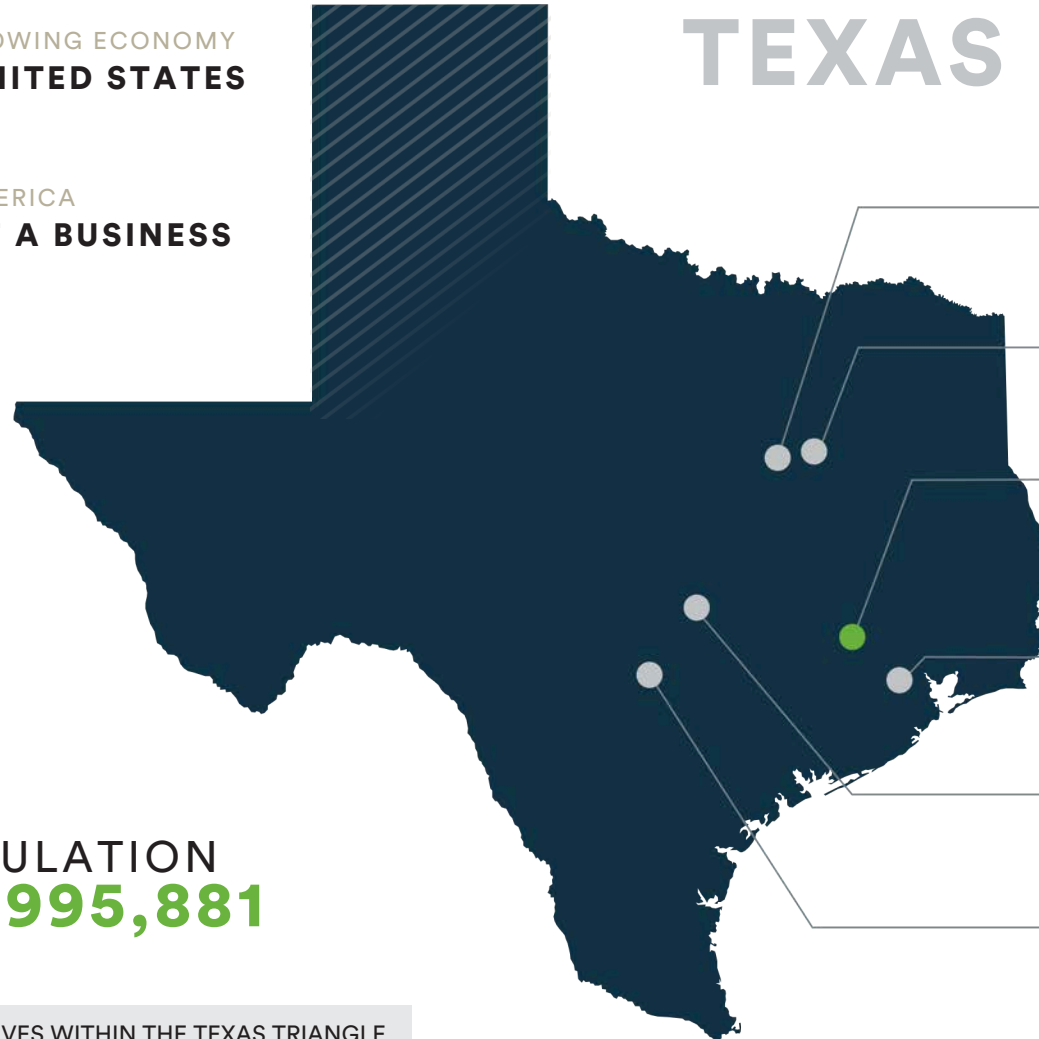 TEXAS
OWING ECONOMY
NITED STATES
ERICA
A BUSINESS
ULATION
995,881
VES WITHIN THE TEXAS TRIANGLE